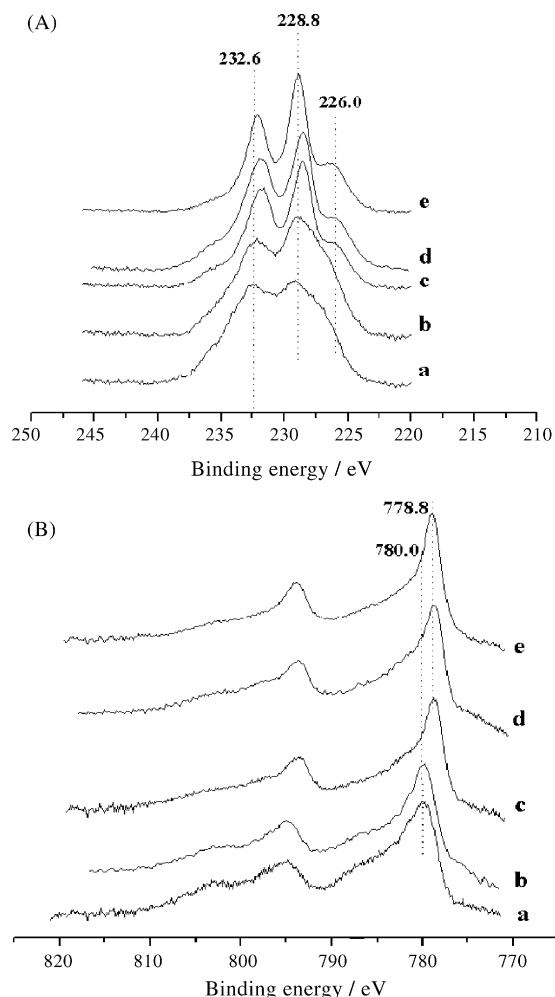 (A)
228.8
232.6
226.0
e
d
c
b
a
250 245 240 235 230 225 220 215 210
Binding energy / eV
(B)
778.8
780.0
e
d
c
b
a
820 810 800 790 780 770
Binding energy / eV